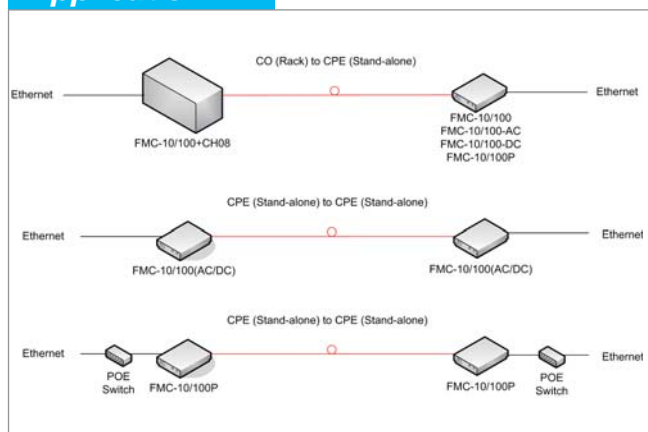 CO (Rack) to CPE (Stand-alone)
Ethernet
Ethernet
FMC-10/100+CH08
FMC-10/100
FMC-10/100-AC
FMC-10/100-DC
FMC-10/100P
CPE (Stand-alone) to CPE (Stand-alone)
Ethernet
Ethernet
FMC-10/100(AC/DC)
FMC-10/100(AC/DC)
CPE (Stand-alone) to CPE (Stand-alone)
Ethernet
Ethernet
POE
Switch
FMC-10/100P
FMC-10/100P
POE
Switch